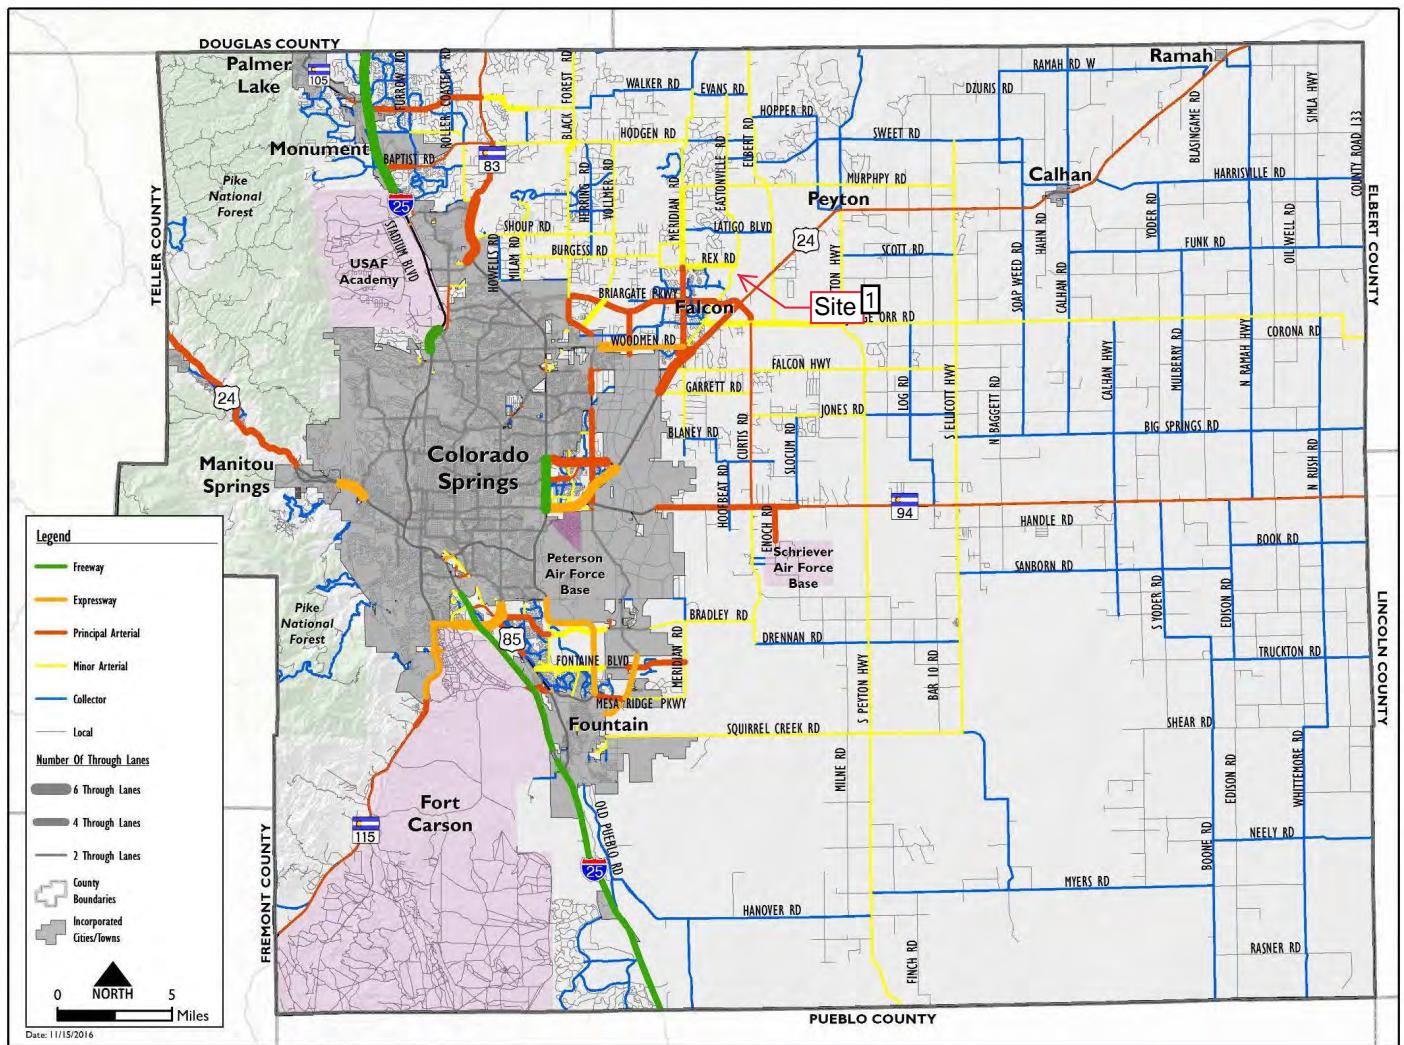 DOUGLAS COUNTY
Palmer
Lake
105
FURROW RD
ROLLER COASTER RD
BLACK FOREST RD
WALKER RD
EVANS RD
HOPPER RD
DZURIS RD
RAMAH RD W
Ramah
BLUSINGAME RD
SIMLA HWY
COUNTY ROAD 133
Monument
BAPTIST RD
83
HODGEN RD
ELBERT RD
SWEET RD
Pike
National
Forest
HERRING RD
VOLLMER RD
MERIDIAN RD
EASTONVILLE RD
MURPHPY RD
Peyton
Calhan
HARRISVILLE RD
ELBERT COUNTY
TELLER COUNTY
25
STADIUM BLVD
USAF
Academy
SHOUP RD
BURGESS RD
HOWELLS RD
MILAM RD
LATIGO BLVD
REX RD
24
SCOTT RD
TON HWY
SOAP WEED RD
HAHN RD
CALHAN RD
YODER RD
FUNK RD
OIL WELL RD
BRIARGATE PKWY
Falcon
Site 1
GE ORR RD
WOODMEN RD
FALCON HWY
GARRETT RD
CORONA RD
24
Manitou
Springs
Colorado
Springs
BLANEY RD
CURTIS RD
SLOCUM RD
JONES RD
LOG RD
S ELLICOTT HWY
N BAGGETT RD
CALHAN HWY
MULBERRY RD
N RAMAH HWY
BIG SPRINGS RD
N RUSH RD
HOOFBEAT RD
ENOCH RD
94
HANDLE RD
BOOK RD
Peterson
Air Force
Base
Schriever
Air Force
Base
SANBORN RD
S YODER RD
EDISON RD
LINCOLN COUNTY
Pike
National
Forest
85
BRADLEY RD
DRENNAN RD
TRUCKTON RD
FONTAINE BLVD
MERIDIAN RD
MESA RIDGE PKWY
S PEYTON HWY
BAR 10 RD
Fountain
SQUIRREL CREEK RD
SHEAR RD
MILNE RD
EDISON RD
WHITTEMORE RD
Fort
Carson
115
OLD PUEBLO RD
25
BOONE RD
NEELY RD
MYERS RD
HANOVER RD
FINCH RD
RASNER RD
FREMONT COUNTY
PUEBLO COUNTY
Legend
Freeway
Expressway
Principal Arterial
Minor Arterial
Collector
Local
Number Of Through Lanes
6 Through Lanes
4 Through Lanes
2 Through Lanes
County
Boundaries
Incorporated
Cities/Towns
NORTH
0 5
Miles
Date: 11/15/2016